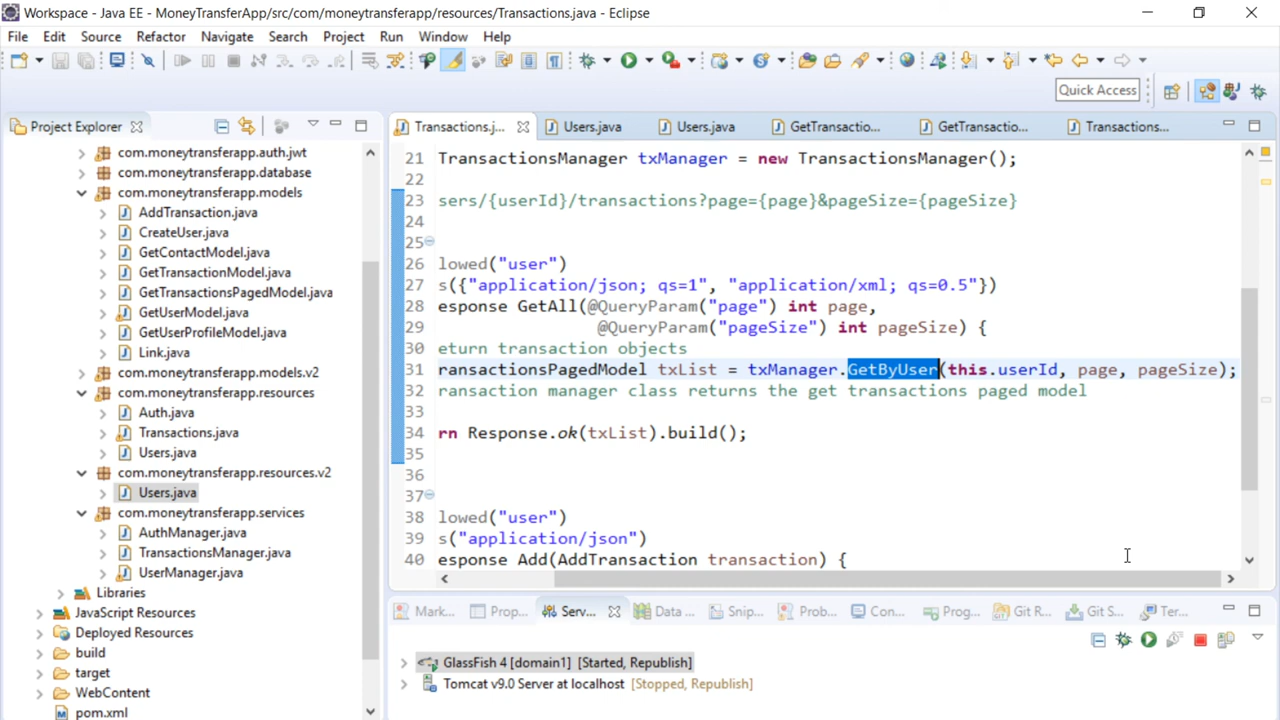 Workspace - Java EE - MoneyTransferApp/src/com/moneytransferapp/resources/Transactions.java - Eclipse
File Edit Source Refactor Navigate Search Project Run Window Help
Quick Access
Project Explorer
com.moneytransferapp.auth.jwt
com.moneytransferapp.database
com.moneytransferapp.models
AddTransaction.java
CreateUser.java
GetContactModel.java
GetTransactionModel.java
GetTransactionsPagedModel.java
GetUserModel.java
GetUserProfileModel.java
Link.java
com.moneytransferapp.models.v2
com.moneytransferapp.resources
Auth.java
Transactions.java
Users.java
com.moneytransferapp.resources.v2
Users.java
com.moneytransferapp.services
AuthManager.java
TransactionsManager.java
UserManager.java
Libraries
JavaScript Resources
Deployed Resources
build
target
WebContent
pom.xml
Transactions.j... Users.java Users.java GetTransactio... GetTransactio... Transactions...
21 TransactionsManager txManager = new TransactionsManager();
22
23 sers/{userId}/transactions?page={page}&pageSize={pageSize}
24
25
26 lowed("user")
27 s({"application/json; qs=1", "application/xml; qs=0.5"})
28 esponse GetAll(@QueryParam("page") int page,
29 @QueryParam("pageSize") int pageSize) {
30 eturn transaction objects
31 ransactionsPagedModel txList = txManager.GetByUser(this.userId, page, pageSize);
32 ransaction manager class returns the get transactions paged model
33
34 rn Response.ok(txList).build();
35
36
37
38 lowed("user")
39 s("application/json")
40 esponse Add(AddTransaction transaction) {
Mark... Prop... Serv... Data ... Snip... Prob... Con... Prog... Git R... Git S... Ter...
GlassFish 4 [domain1] [Started, Republish]
Tomcat v9.0 Server at localhost [Stopped, Republish]